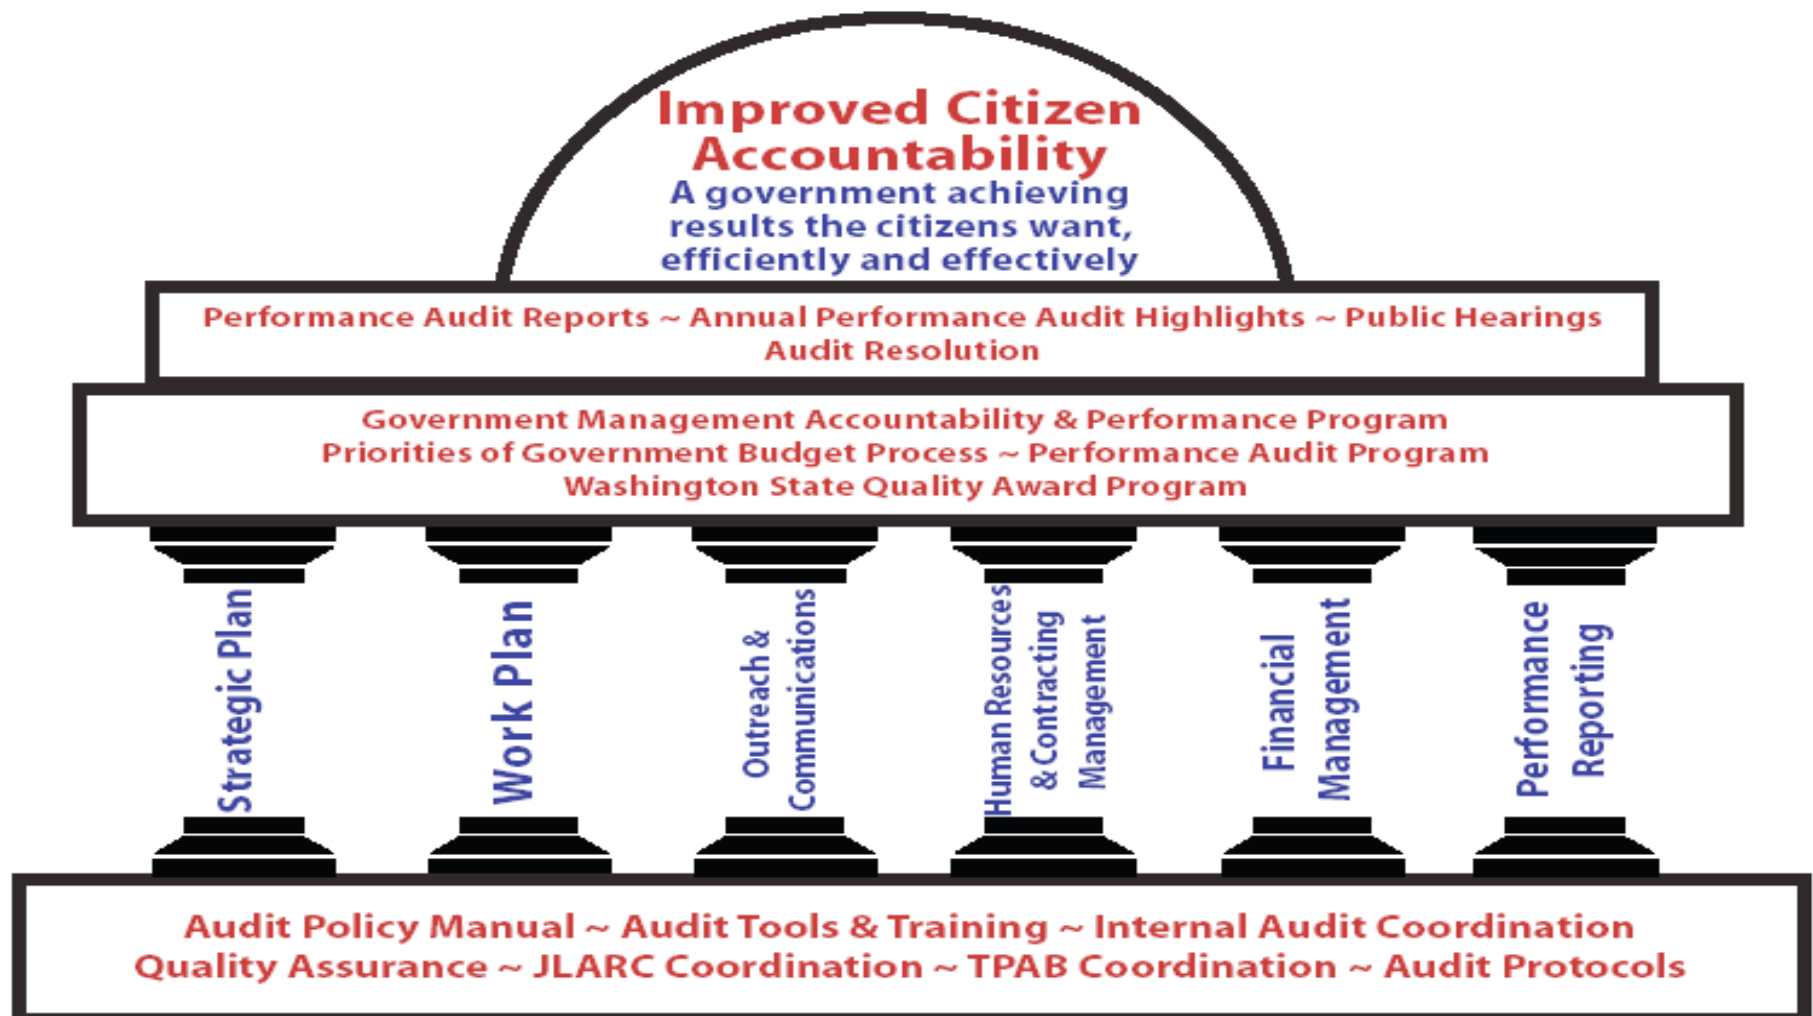 Improved Citizen
Accountability
A government achieving
results the citizens want,
efficiently and effectively
Performance Audit Reports ~ Annual Performance Audit Highlights ~ Public Hearings
Audit Resolution
Government Management Accountability & Performance Program
Priorities of Government Budget Process ~ Performance Audit Program
Washington State Quality Award Program
Strategic Plan
Work Plan
Outreach &
Communications
Human Resources
& Contracting
Management
Financial
Management
Performance
Reporting
Audit Policy Manual ~ Audit Tools & Training ~ Internal Audit Coordination
Quality Assurance ~ JLARC Coordination ~ TPAB Coordination ~ Audit Protocols